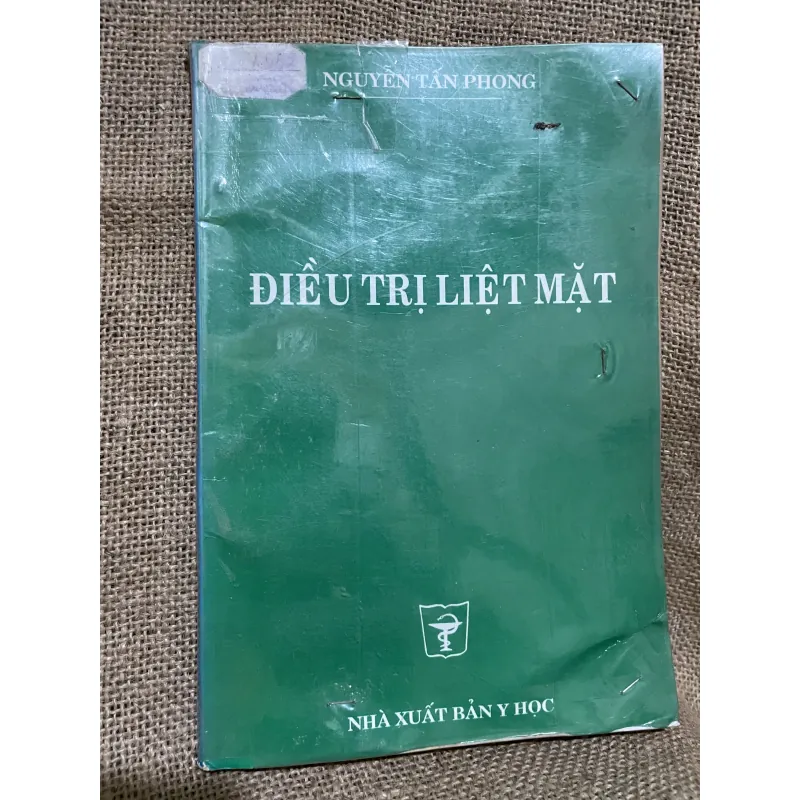 NGUYỄN TẤN PHONG
ĐIỀU TRỊ LIỆT MẶT
NHÀ XUẤT BẢN Y HỌC